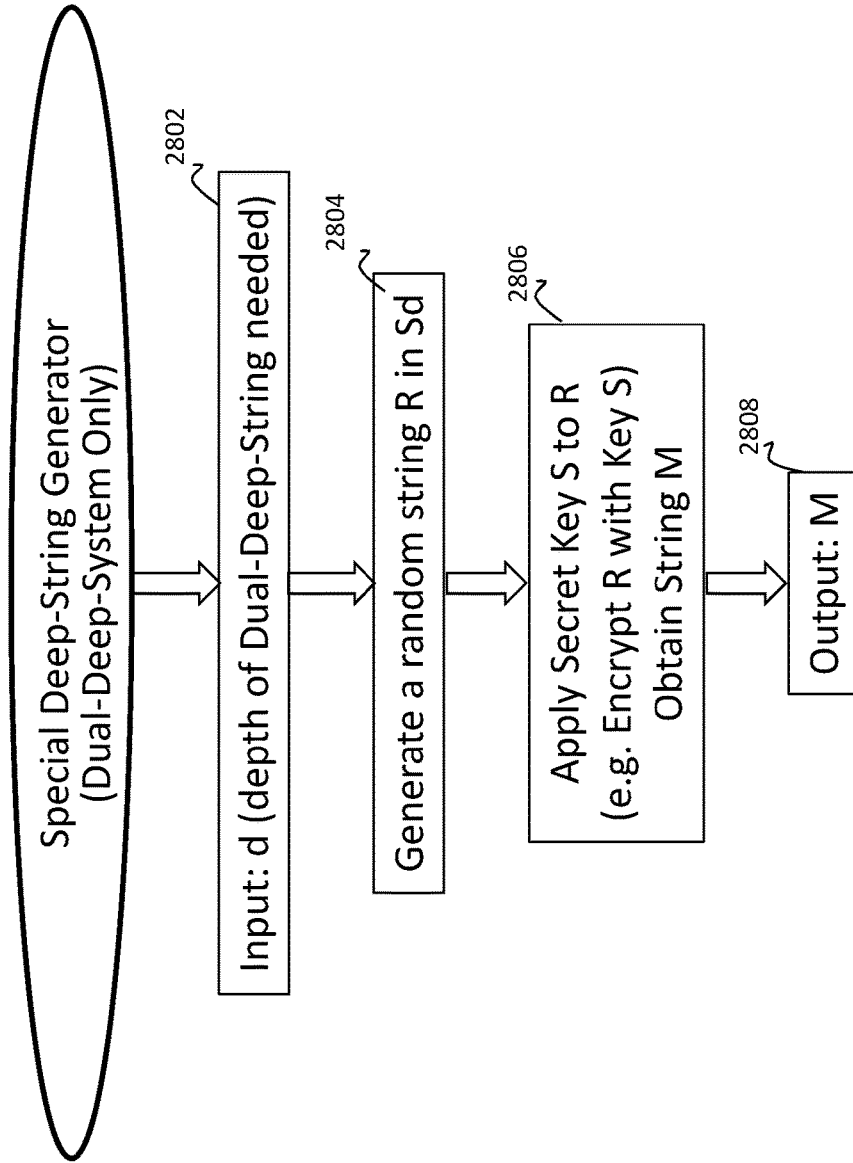 Special Deep-String Generator
(Dual-Deep-System Only)
2802
Input: d (depth of Dual-Deep-String needed)
2804
Generate a random string R in Sd
2806
Apply Secret Key S to R
(e.g. Encrypt R with Key S)
Obtain String M
2808
Output: M